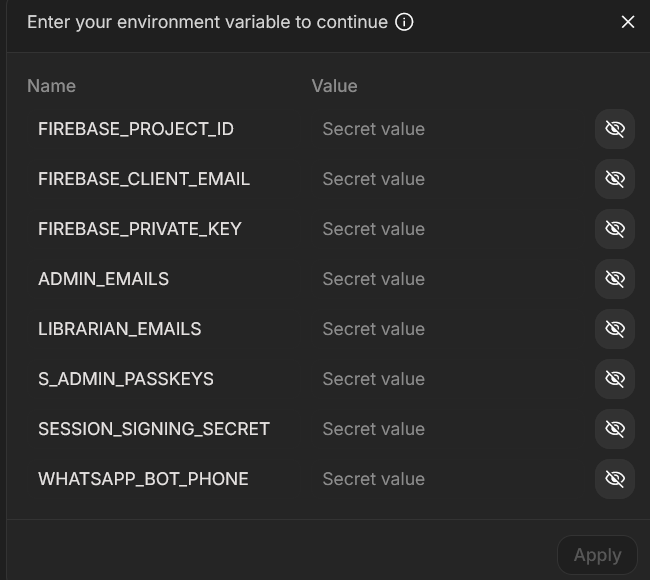 Enter your environment variable to continue
Name Value
FIREBASE_PROJECT_ID Secret value
FIREBASE_CLIENT_EMAIL Secret value
FIREBASE_PRIVATE_KEY Secret value
ADMIN_EMAILS Secret value
LIBRARIAN_EMAILS Secret value
S_ADMIN_PASSKEYS Secret value
SESSION_SIGNING_SECRET Secret value
WHATSAPP_BOT_PHONE Secret value
Apply